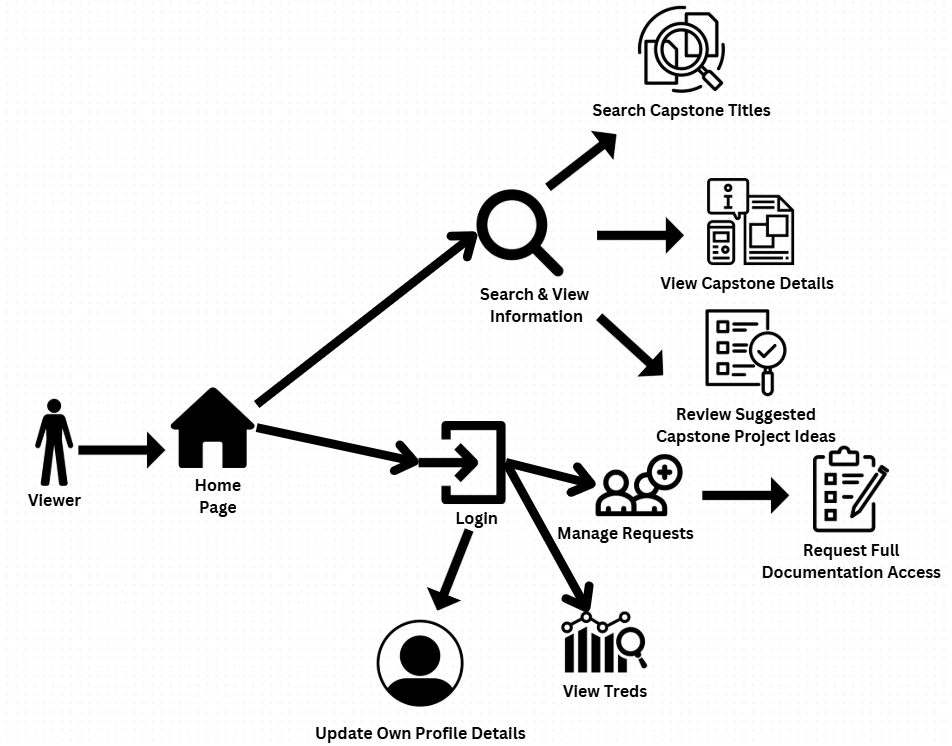 Search Capstone Titles
View Capstone Details
Search & View
Information
Review Suggested
Capstone Project Ideas
Viewer
Home
Page
Login
Manage Requests
Request Full
Documentation Access
View Treds
Update Own Profile Details